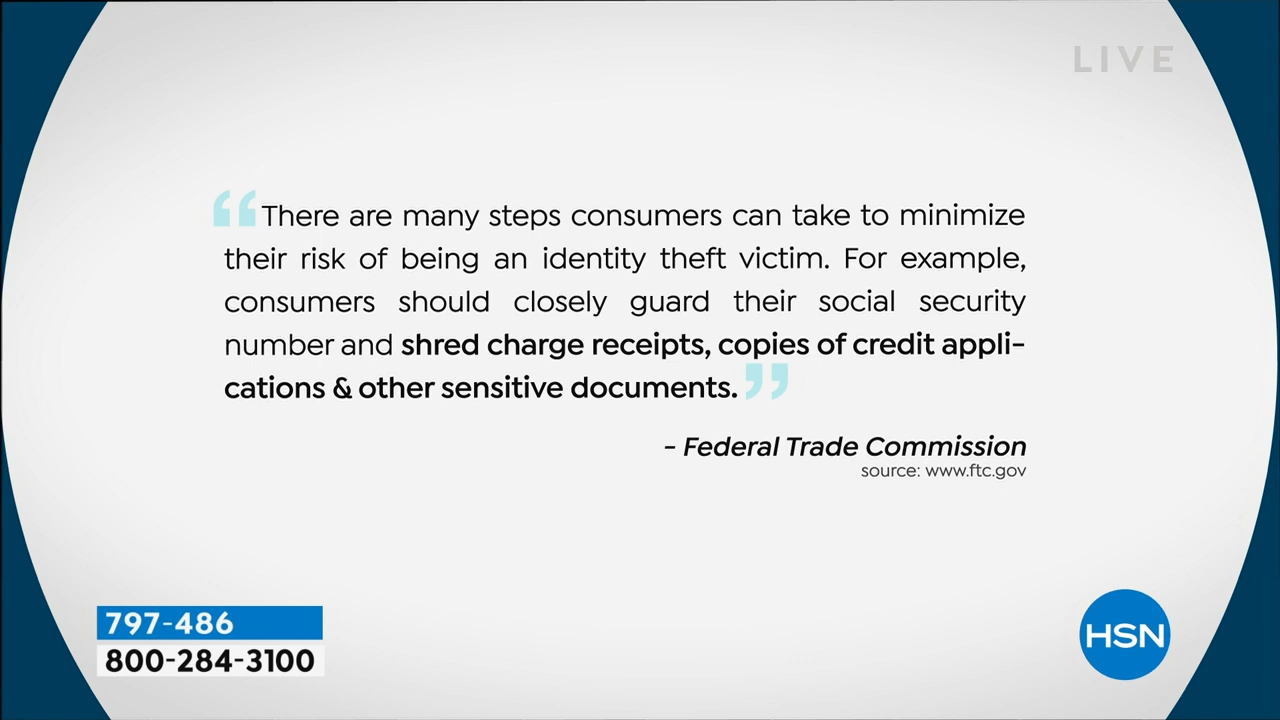 LIVE
“There are many steps consumers can take to minimize
their risk of being an identity theft victim. For example,
consumers should closely guard their social security
number and shred charge receipts, copies of credit appli-
cations & other sensitive documents.”
- Federal Trade Commission
source: www.ftc.gov
797-486
800-284-3100
HSN